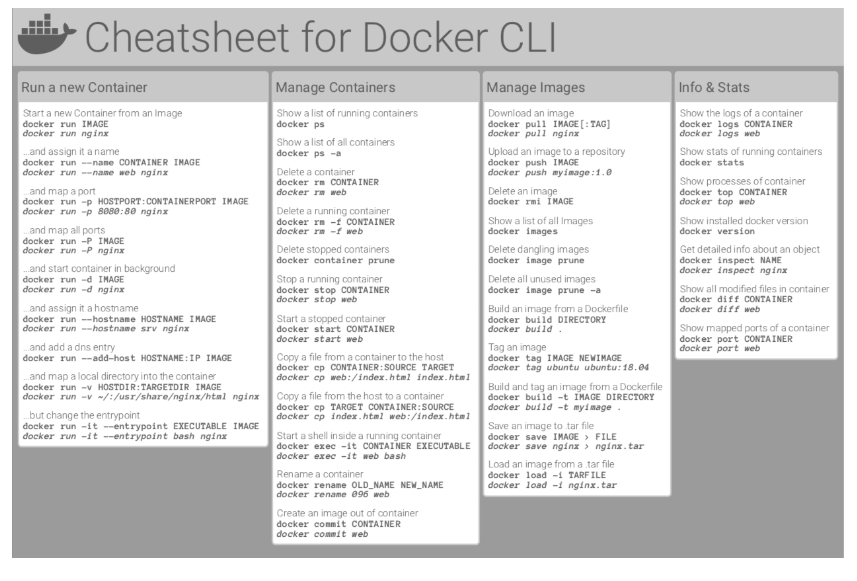 Cheatsheet for Docker CLI
Run a new Container
Start a new Container from an Image
docker run IMAGE
docker run nginx
...and assign it a name
docker run --name CONTAINER IMAGE
docker run --name web nginx
...and map a port
docker run -p HOSTPORT:CONTAINERPORT IMAGE
docker run -p 8080:80 nginx
...and map all ports
docker run -P IMAGE
docker run -P nginx
...and start container in background
docker run -d IMAGE
docker run -d nginx
...and assign it a hostname
docker run --hostname HOSTNAME IMAGE
docker run --hostname srv nginx
...and add a dns entry
docker run --add-host HOSTNAME:IP IMAGE
...and map a local directory into the container
docker run -v HOSTDIR:TARGETDIR IMAGE
docker run -v ~/:/usr/share/nginx/html nginx
...but change the entrypoint
docker run -it --entrypoint EXECUTABLE IMAGE
docker run -it --entrypoint bash nginx
Manage Containers
Show a list of running containers
docker ps
Show a list of all containers
docker ps -a
Delete a container
docker rm CONTAINER
docker rm web
Delete a running container
docker rm -f CONTAINER
docker rm -f web
Delete stopped containers
docker container prune
Stop a running container
docker stop CONTAINER
docker stop web
Start a stopped container
docker start CONTAINER
docker start web
Copy a file from a container to the host
docker cp CONTAINER:SOURCE TARGET
docker cp web:/index.html index.html
Copy a file from the host to a container
docker cp TARGET CONTAINER:SOURCE
docker cp index.html web:/index.html
Start a shell inside a running container
docker exec -it CONTAINER EXECUTABLE
docker exec -it web bash
Rename a container
docker rename OLD_NAME NEW_NAME
docker rename 096 web
Create an image out of container
docker commit CONTAINER
docker commit web
Manage Images
Download an image
docker pull IMAGE[:TAG]
docker pull nginx
Upload an image to a repository
docker push IMAGE
docker push myimage:1.0
Delete an image
docker rmi IMAGE
Show a list of all Images
docker images
Delete dangling images
docker image prune
Delete all unused images
docker image prune -a
Build an image from a Dockerfile
docker build DIRECTORY
docker build .
Tag an image
docker tag IMAGE NEWIMAGE
docker tag ubuntu ubuntu:18.04
Build and tag an image from a Dockerfile
docker build -t IMAGE DIRECTORY
docker build -t myimage .
Save an image to .tar file
docker save IMAGE > FILE
docker save nginx > nginx.tar
Load an image from a .tar file
docker load -i TARFILE
docker load -i nginx.tar
Info & Stats
Show the logs of a container
docker logs CONTAINER
docker logs web
Show stats of running containers
docker stats
Show processes of container
docker top CONTAINER
docker top web
Show installed docker version
docker version
Get detailed info about an object
docker inspect NAME
docker inspect nginx
Show all modified files in container
docker diff CONTAINER
docker diff web
Show mapped ports of a container
docker port CONTAINER
docker port web